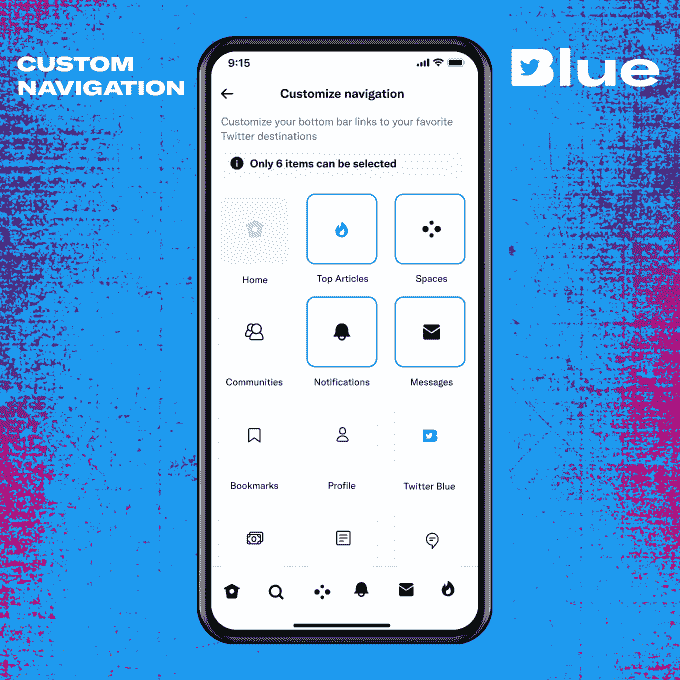 CUSTOM
NAVIGATION
Blue
9:15
Customize navigation
Customize your bottom bar links to your favorite
Twitter destinations
Only 6 items can be selected
Home
Top Articles
Spaces
Communities
Notifications
Messages
Bookmarks
Profile
Twitter Blue